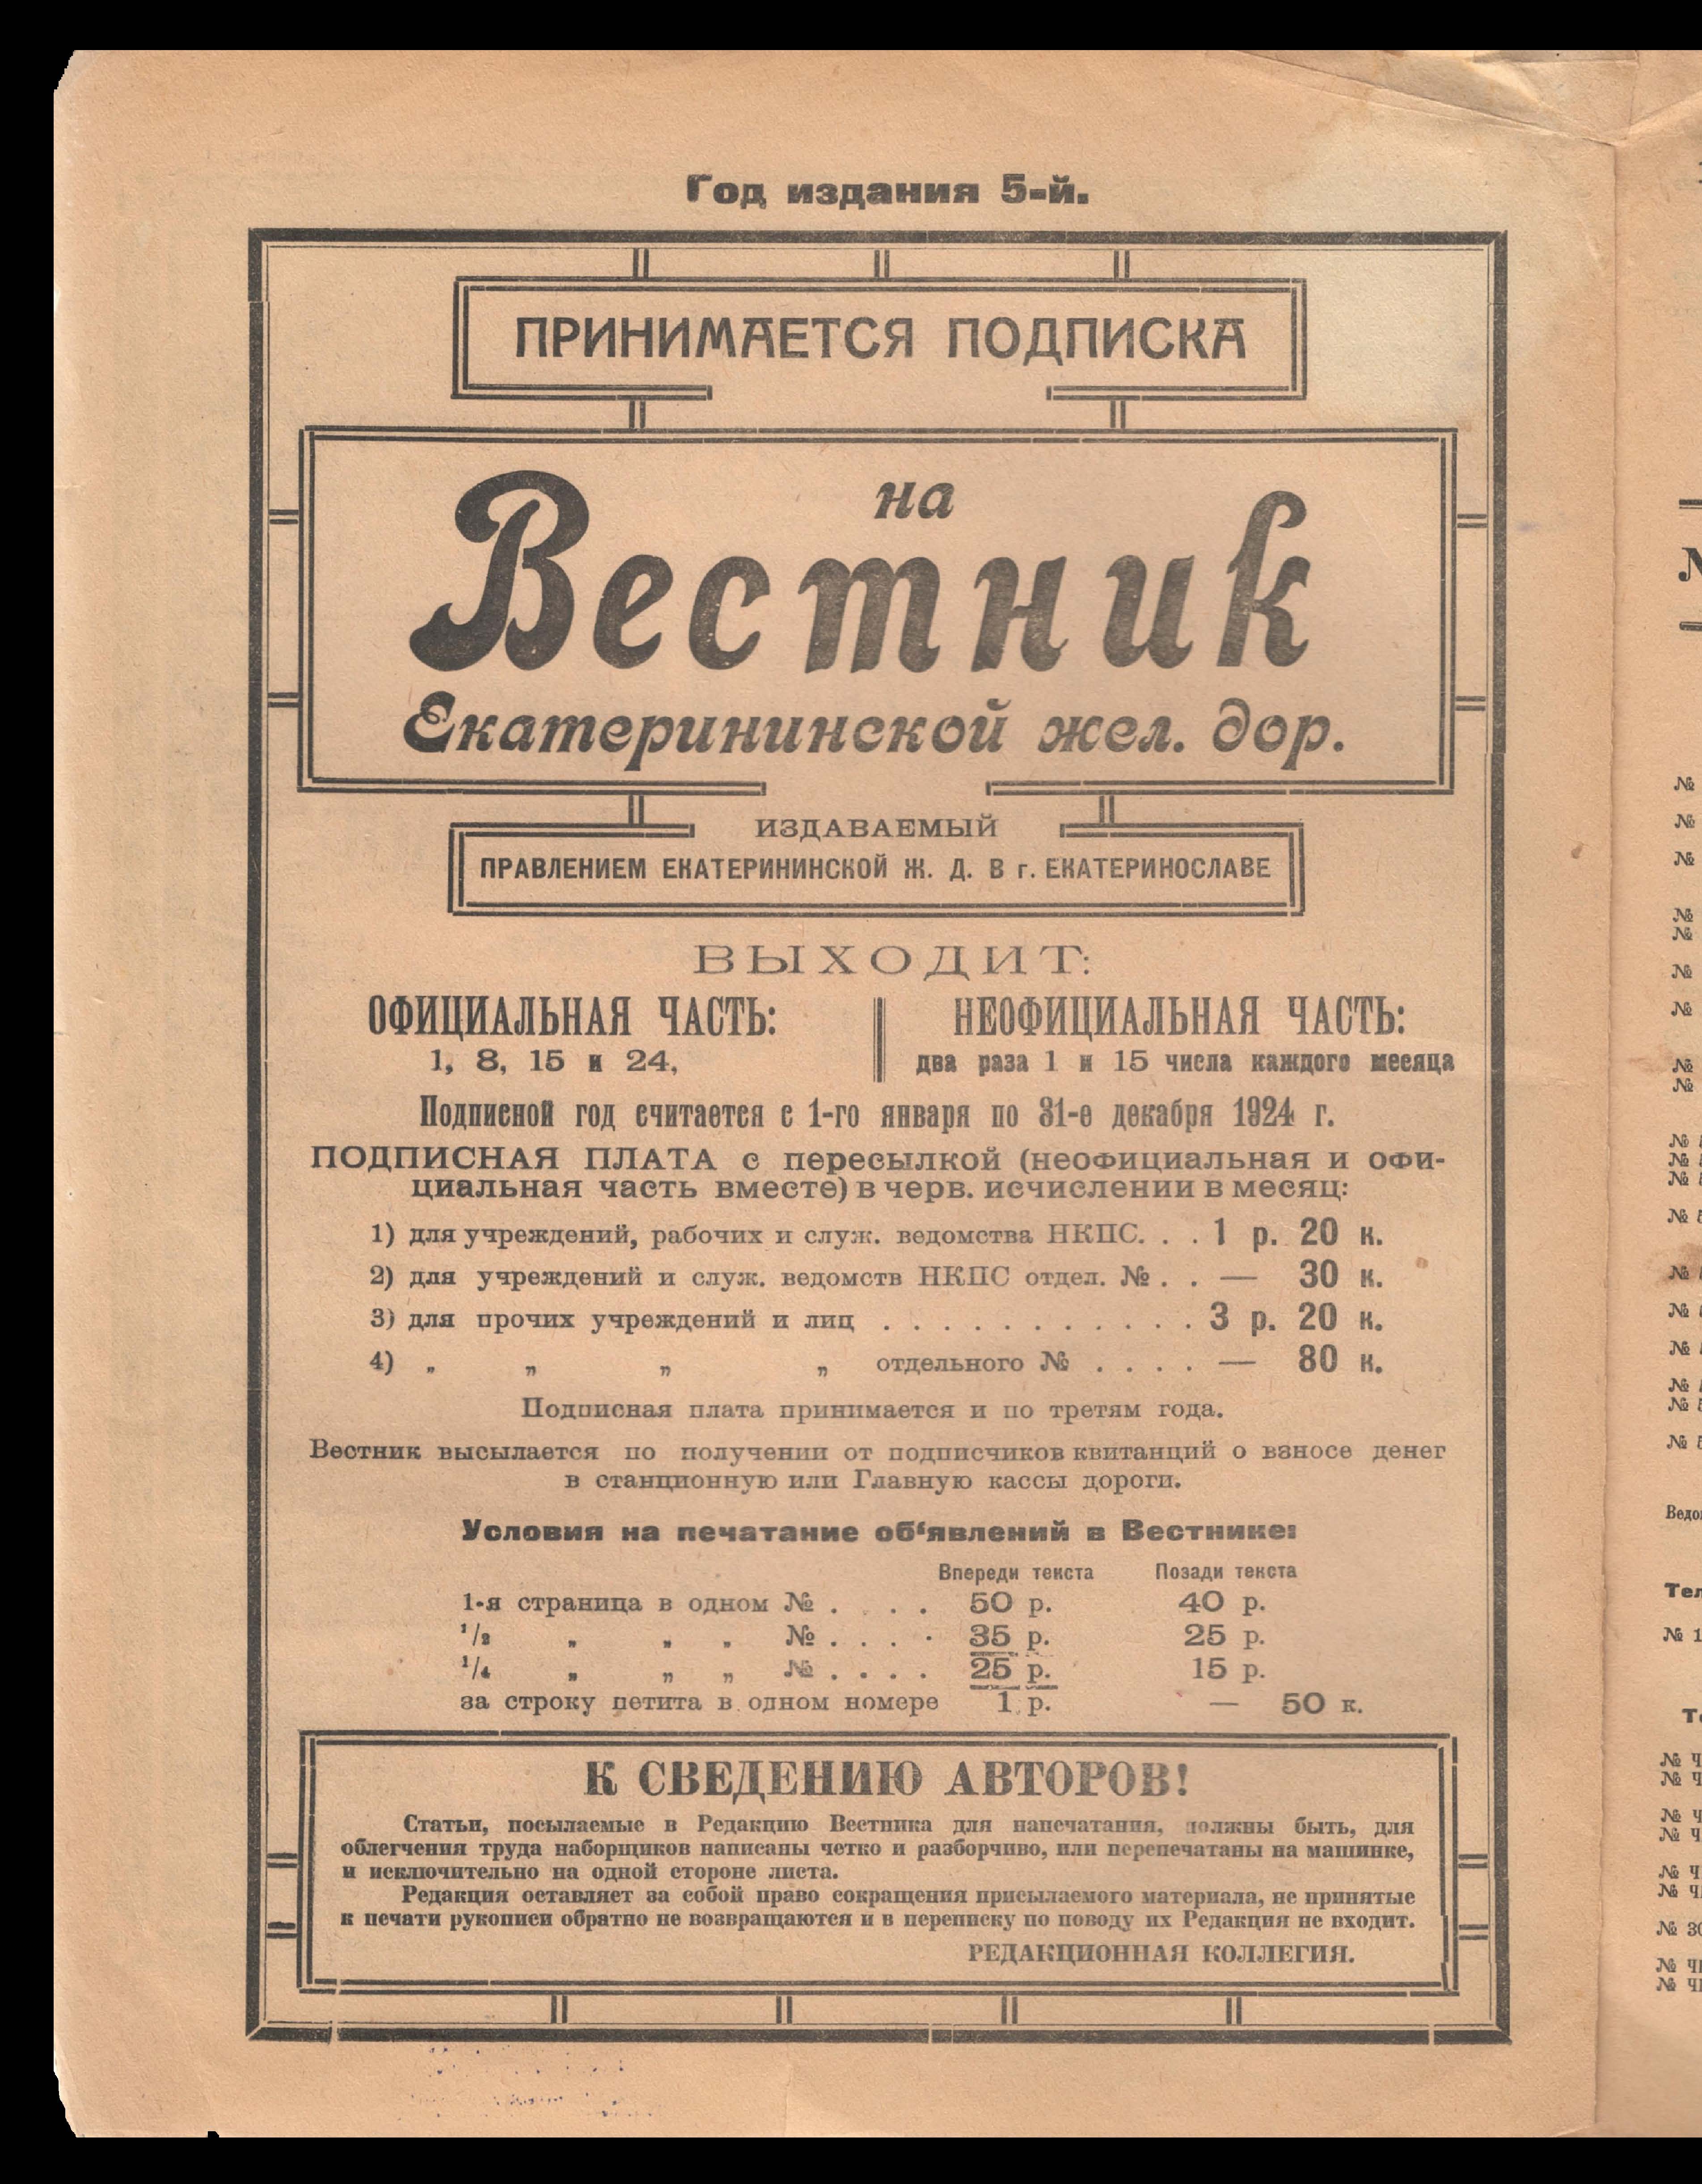 Год издания 5-й.
ПРИНИМАЕТСЯ ПОДПИСКА
на
Вестник
Екатерининской жел. дор.
ИЗДАВАЕМЫЙ
ПРАВЛЕНИЕМ ЕКАТЕРИНИНСКОЙ Ж. Д. В г. ЕКАТЕРИНОСЛАВЕ
ВЫХОДИТ:
ОФИЦИАЛЬНАЯ ЧАСТЬ:
1, 8, 15 и 24,
НЕОФИЦИАЛЬНАЯ ЧАСТЬ:
два раза 1 и 15 числа каждого месяца
Подписной год считается с 1-го января по 31-е декабря 1924 г.
ПОДПИСНАЯ ПЛАТА с пересылкой (неофициальная и офи-
циальная часть вместе) в черв. исчислении в месяц:
1) для учреждений, рабочих и служ. ведомства НКПС. . . 1 р. 20 к.
2) для учреждений и служ. ведомств НКПС отдел. № . . — 30 к.
3) для прочих учреждений и лиц . . . . . . . . . . . . 3 р. 20 к.
4) „ „ „ „ отдельного № . . . . — 80 к.
Подписная плата принимается и по третям года.
Вестник высылается по получении от подписчиков квитанций о взносе денег
в станционную или Главную кассы дороги.
Условия на печатание об‘явлений в Вестнике:
Впереди текста Позади текста
1-я страница в одном № . . . . 50 р. 40 р.
1/2 „ „ „ № . . . . 35 р. 25 р.
1/4 „ „ „ № . . . . 25 р. 15 р.
за строку петита в одном номере 1 р. — 50 к.
К СВЕДЕНИЮ АВТОРОВ!
Статьи, посылаемые в Редакцию Вестника для напечатания, должны быть, для
облегчения труда наборщиков написаны четко и разборчиво, или перепечатаны на машинке,
и исключительно на одной стороне листа.
Редакция оставляет за собой право сокращения присылаемого материала, не принятые
к печати рукописи обратно не возвращаются и в переписку по поводу их Редакция не входит.
РЕДАКЦИОННАЯ КОЛЛЕГИЯ.